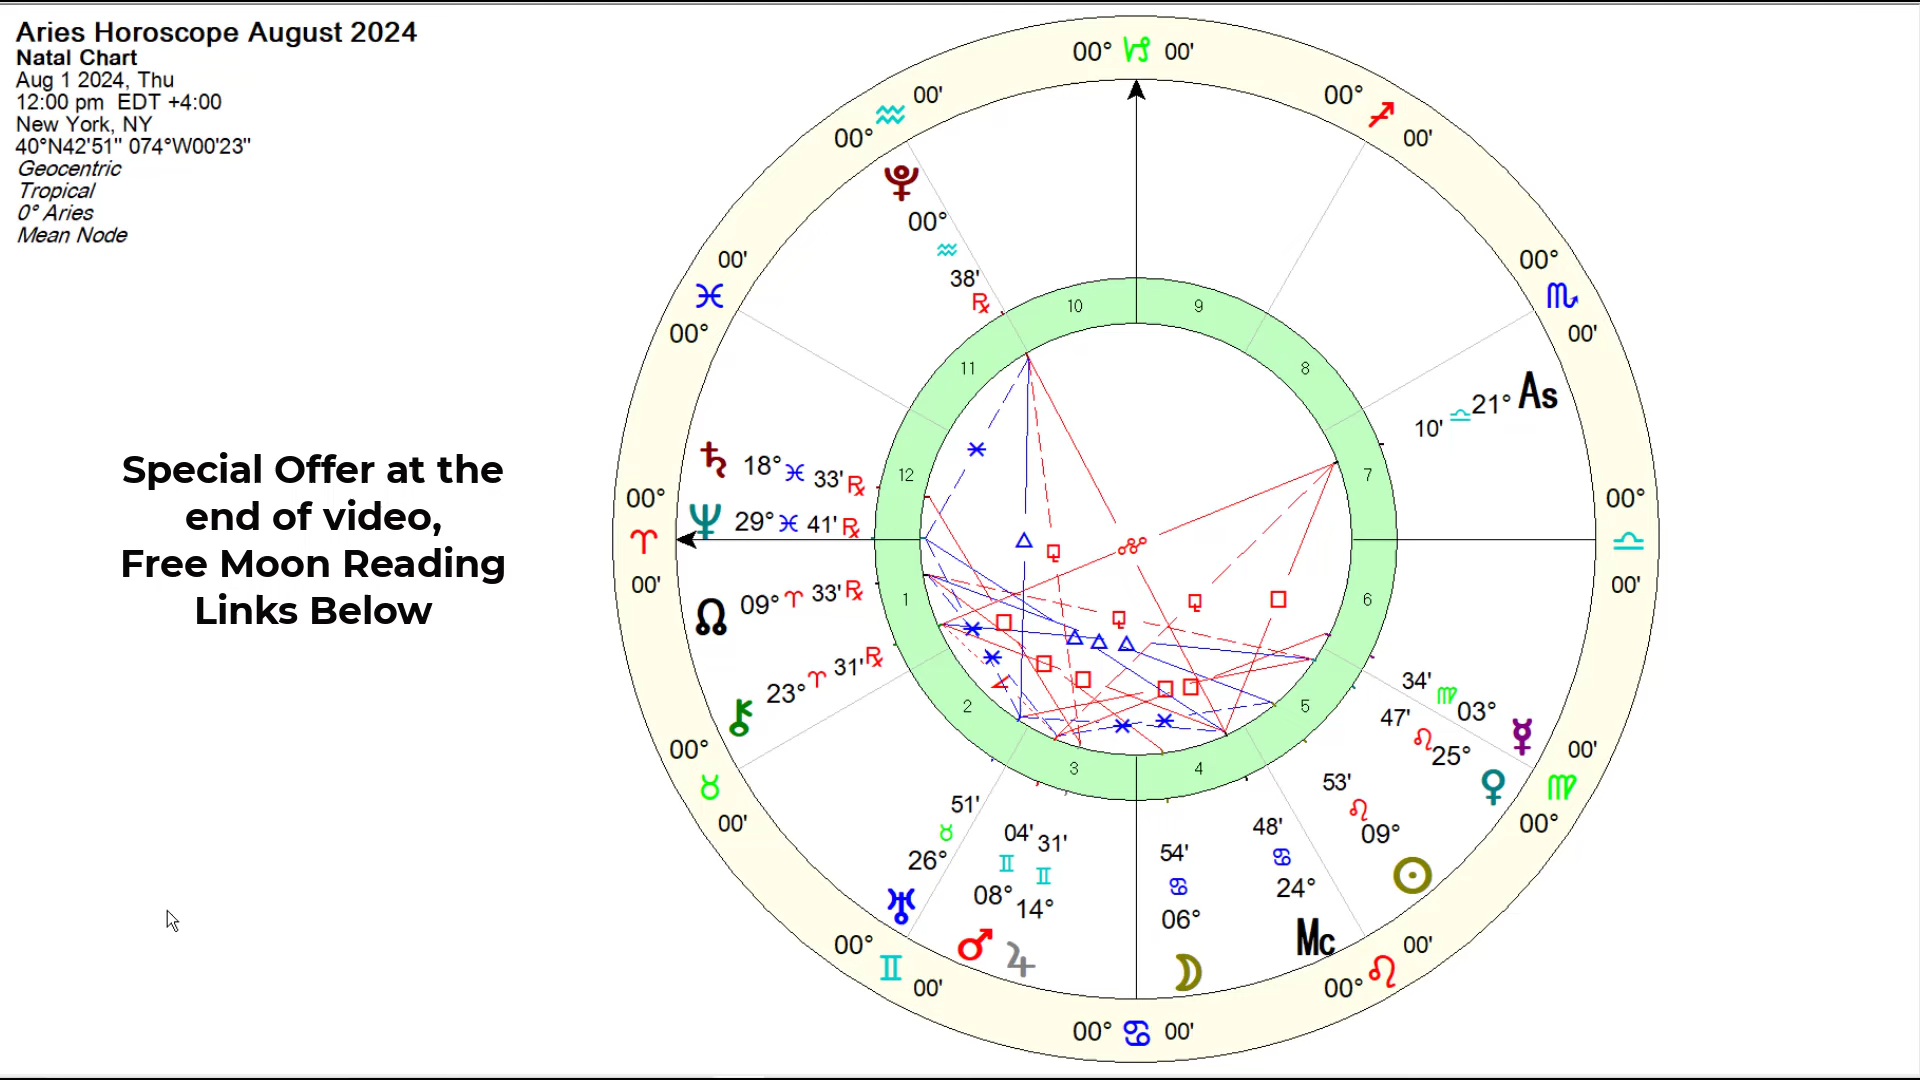 Aries Horoscope August 2024
Natal Chart
Aug 1 2024, Thu
12:00 pm  EDT +4:00
New York, NY
40°N42'51" 074°W00'23"
Geocentric
Tropical
0° Aries
Mean Node
Special Offer at the
end of video,
Free Moon Reading
Links Below
00° ♑ 00'
00° ♐ 00'
00° ♏ 00'
00° ♎ 00'
00° ♍ 00'
00° ♌ 00'
00° ♋ 00'
00° ♊ 00'
00° ♉ 00'
00° ♈ 00'
00° ♓ 00'
00° ♒ 00'
♇ 00° ♒ 38' ℞
♄ 18° ♓ 33' ℞
♆ 29° ♓ 41' ℞
☊ 09° ♈ 33' ℞
⚷ 23° ♈ 31' ℞
♅ 26° ♉ 51'
♂ 08° ♊ 04'
♃ 14° ♊ 31'
☽ 06° ♋ 54'
Mc 24° ♋ 48'
☉ 09° ♌ 53'
♀ 25° ♌ 47'
☿ 03° ♍ 34'
10' ♎ 21° As
1
2
3
4
5
6
7
8
9
10
11
12